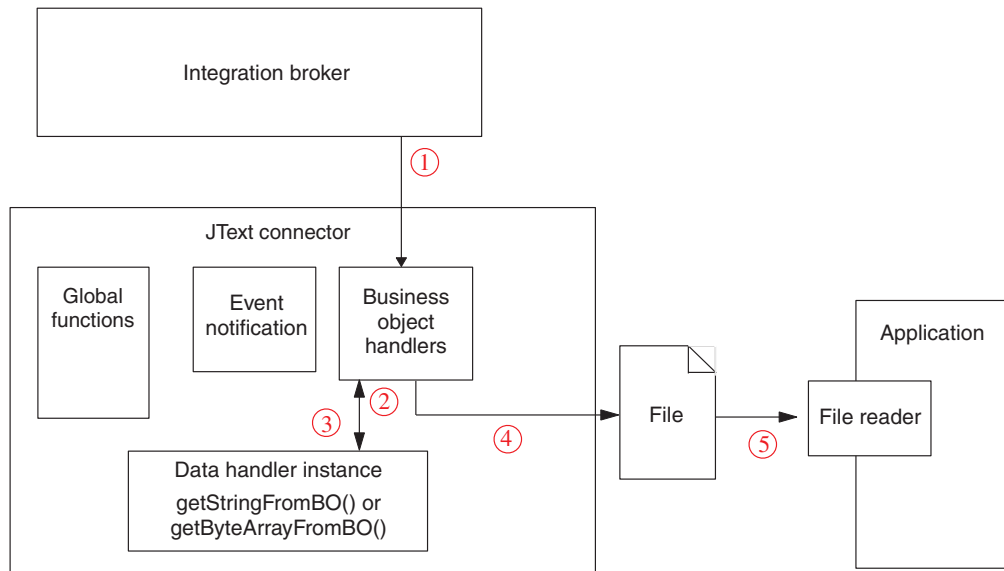 Integration broker
①
JText connector
Global
functions
Event
notification
Business
object
handlers
Application
File
File reader
②
③
④
⑤
Data handler instance
getStringFromBO() or
getByteArrayFromBO()